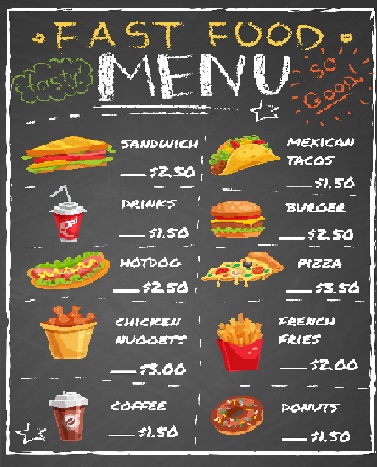 • FAST FOOD •
MENU
Tasty!
So
Good!
SANDWICH
$2.50
MEXICAN
TACOS
$1.50
DRINKS
$1.50
BURGER
$2.50
HOTDOG
$2.50
PIZZA
$3.50
CHICKEN
NUGGETS
$3.00
FRENCH
FRIES
$2.00
COFFEE
$1.50
DONUTS
$1.50